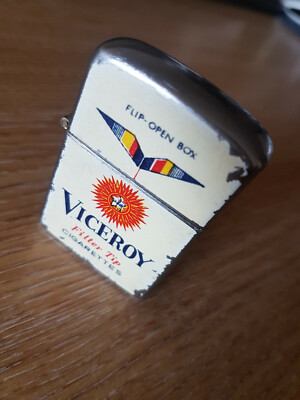 FLIP-OPEN BOX
VICEROY
Filter Tip
CIGARETTES